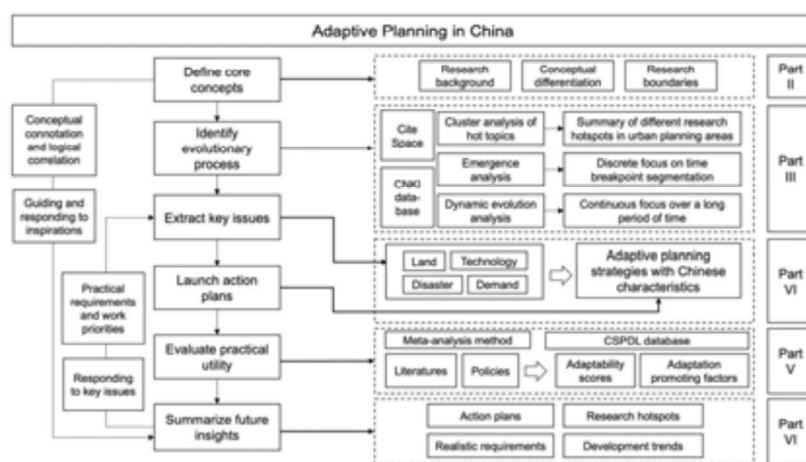 Adaptive Planning in China
Define core
concepts
Research
background
Conceptual
differentiation
Research
boundaries
Part
II
Conceptual
connotation
and logical
correlation
Identify
evolutionary
process
Cite
Space
Cluster analysis of
hot topics
Summary of different research
hotspots in urban planning areas
Emergence
analysis
Discrete focus on time
breakpoint segmentation
CNKI
data-
base
Dynamic evolution
analysis
Continuous focus over a long
period of time
Part
III
Guiding and
responding to
inspirations
Extract key issues
Launch action
plans
Land
Technology
Disaster
Demand
Adaptive planning
strategies with Chinese
characteristics
Part
VI
Practical
requirements
and work
priorities
Evaluate practical
utility
Meta-analysis method
CSPDL database
Literatures
Policies
Adaptability
scores
Adaptation
promoting factors
Part
V
Responding
to key issues
Summarize future
insights
Action plans
Research hotspots
Realistic requirements
Development trends
Part
VI